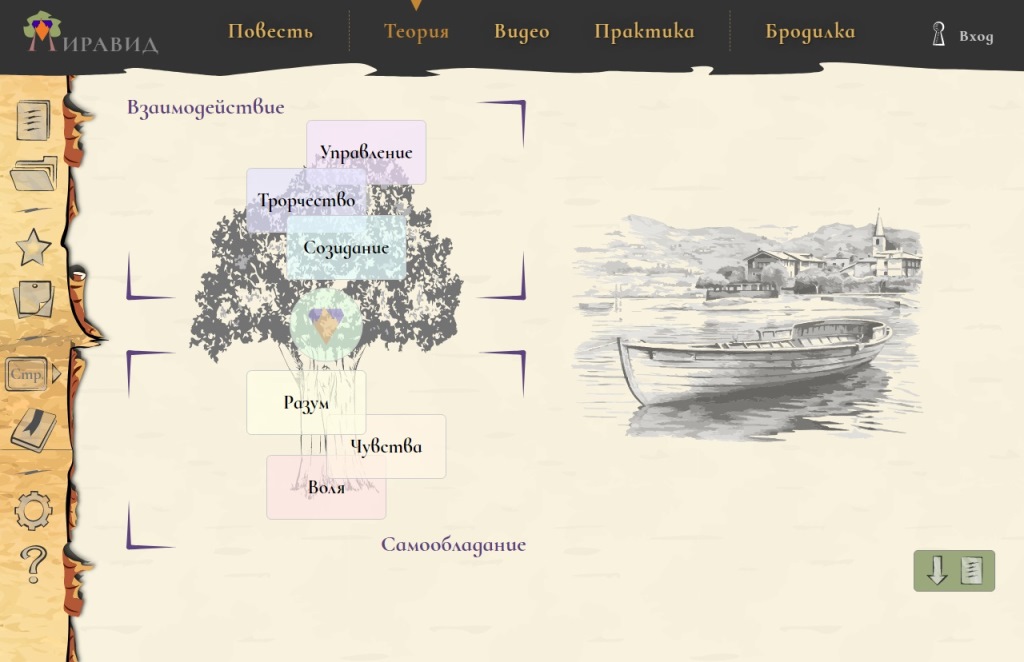 Миравид
Повесть
Теория
Видео
Практика
Бродилка
Вход
Взаимодействие
Управление
Трорчество
Созидание
Стр.
Разум
Чувства
Воля
Самообладание
?